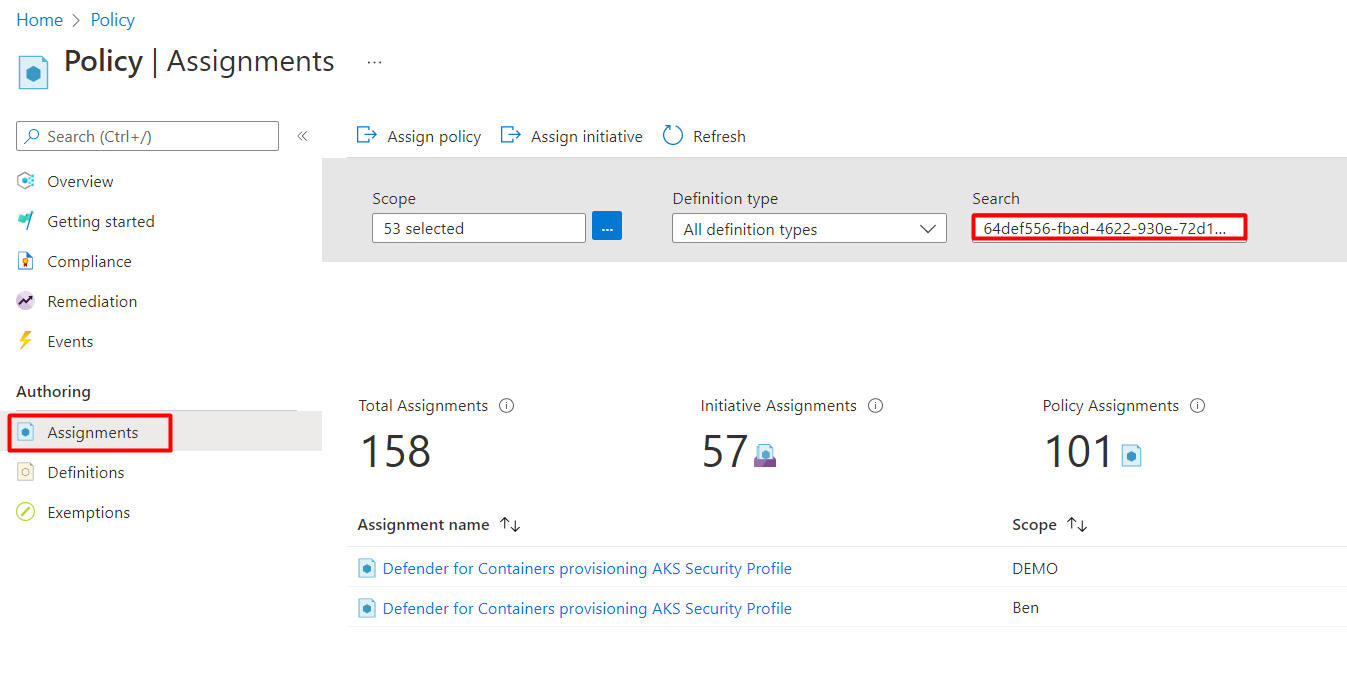 Home > Policy
Policy | Assignments ...
Search (Ctrl+/) «
Overview
Getting started
Compliance
Remediation
Events
Authoring
Assignments
Definitions
Exemptions
Assign policy Assign initiative Refresh
Scope Definition type Search
53 selected ... All definition types 64def556-fbad-4622-930e-72d1...
Total Assignments Initiative Assignments Policy Assignments
158 57 101
Assignment name ↑↓ Scope ↑↓
Defender for Containers provisioning AKS Security Profile DEMO
Defender for Containers provisioning AKS Security Profile Ben